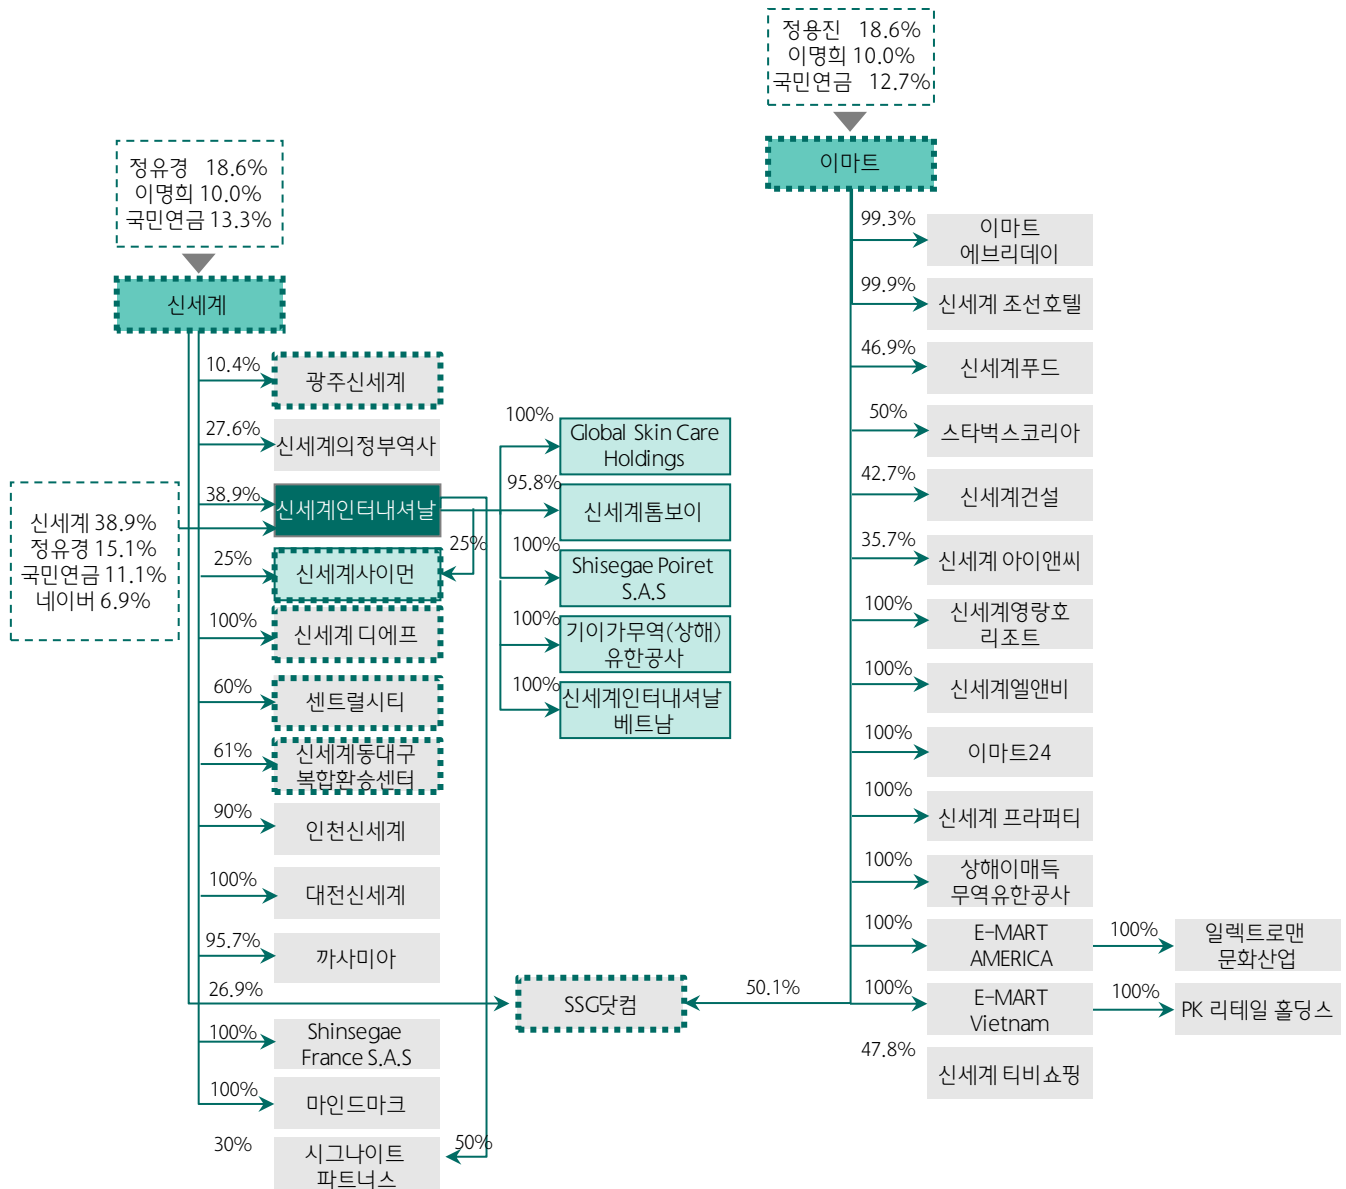 정용진 18.6%
이명희 10.0%
국민연금 12.7%
이마트
정유경 18.6%
이명희 10.0%
국민연금 13.3%
신세계
10.4%
광주신세계
27.6%
신세계의정부역사
38.9%
신세계인터내셔날
신세계 38.9%
정유경 15.1%
국민연금 11.1%
네이버 6.9%
25%
신세계사이먼
25%
100%
신세계 디에프
60%
센트럴시티
61%
신세계동대구
복합환승센터
90%
인천신세계
100%
대전신세계
95.7%
까사미아
26.9%
SSG닷컴
50.1%
100%
Shinsegae
France S.A.S
100%
마인드마크
30%
시그나이트
파트너스
50%
100%
Global Skin Care
Holdings
95.8%
신세계톰보이
100%
Shisegae Poiret
S.A.S
100%
기이가무역(상해)
유한공사
100%
신세계인터내셔날
베트남
99.3%
이마트
에브리데이
99.9%
신세계 조선호텔
46.9%
신세계푸드
50%
스타벅스코리아
42.7%
신세계건설
35.7%
신세계 아이앤씨
100%
신세계영랑호
리조트
100%
신세계엘앤비
100%
이마트24
100%
신세계 프라퍼티
100%
상해이매득
무역유한공사
100%
E-MART
AMERICA
100%
일렉트로맨
문화산업
100%
E-MART
Vietnam
100%
PK 리테일 홀딩스
47.8%
신세계 티비쇼핑